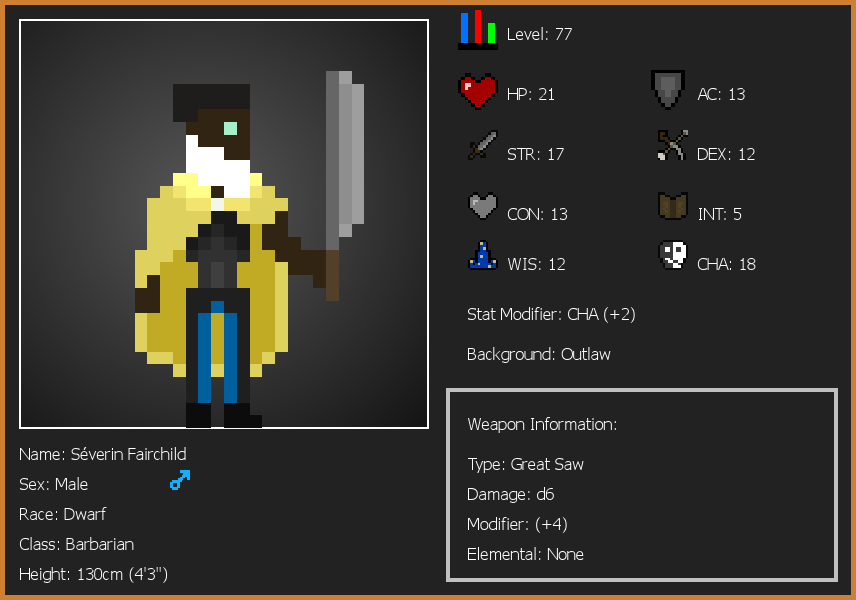 Level: 77
HP: 21
AC: 13
STR: 17
DEX: 12
CON: 13
INT: 5
WIS: 12
CHA: 18
Stat Modifier: CHA (+2)
Background: Outlaw
Weapon Information:
Type: Great Saw
Damage: d6
Modifier: (+4)
Elemental: None
Name: Séverin Fairchild
Sex: Male
Race: Dwarf
Class: Barbarian
Height: 130cm (4'3")